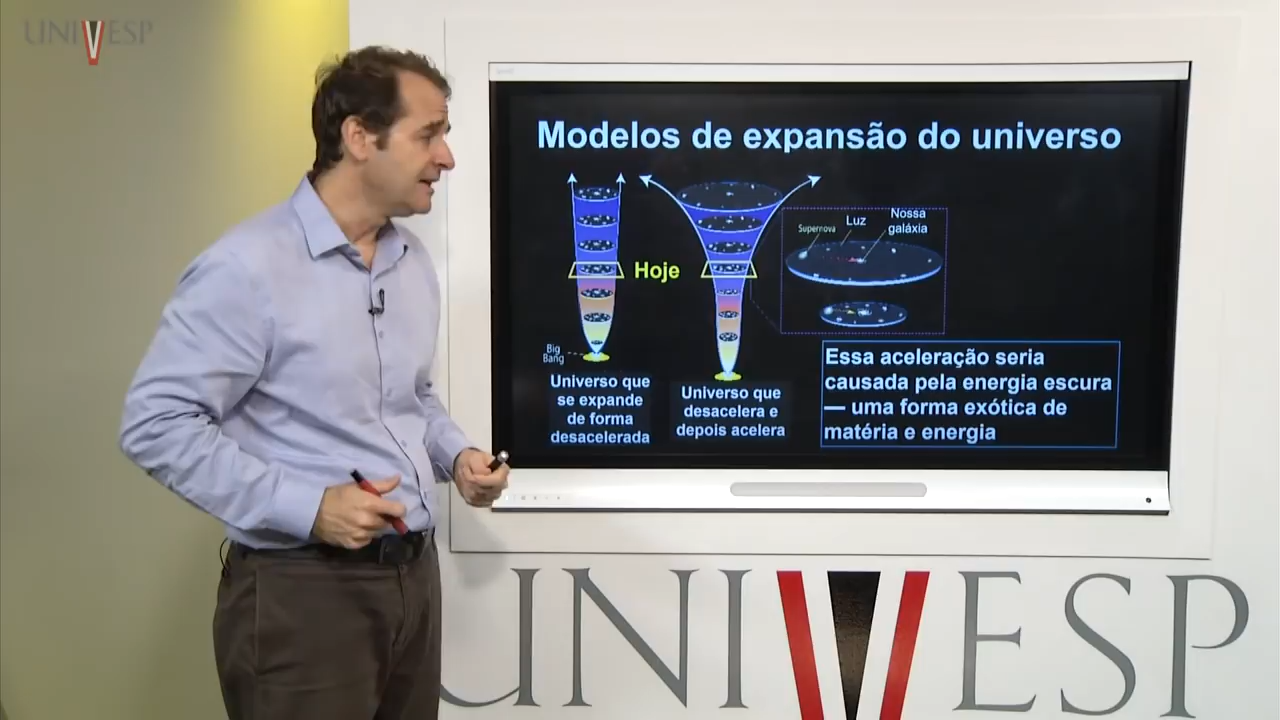 UNIVESP
Modelos de expansão do universo
Supernova
Luz
Nossa
galáxia
Hoje
Big
Bang
Universo que
se expande
de forma
desacelerada
Universo que
desacelera e
depois acelera
Essa aceleração seria
causada pela energia escura
— uma forma exótica de
matéria e energia
UNIVESP